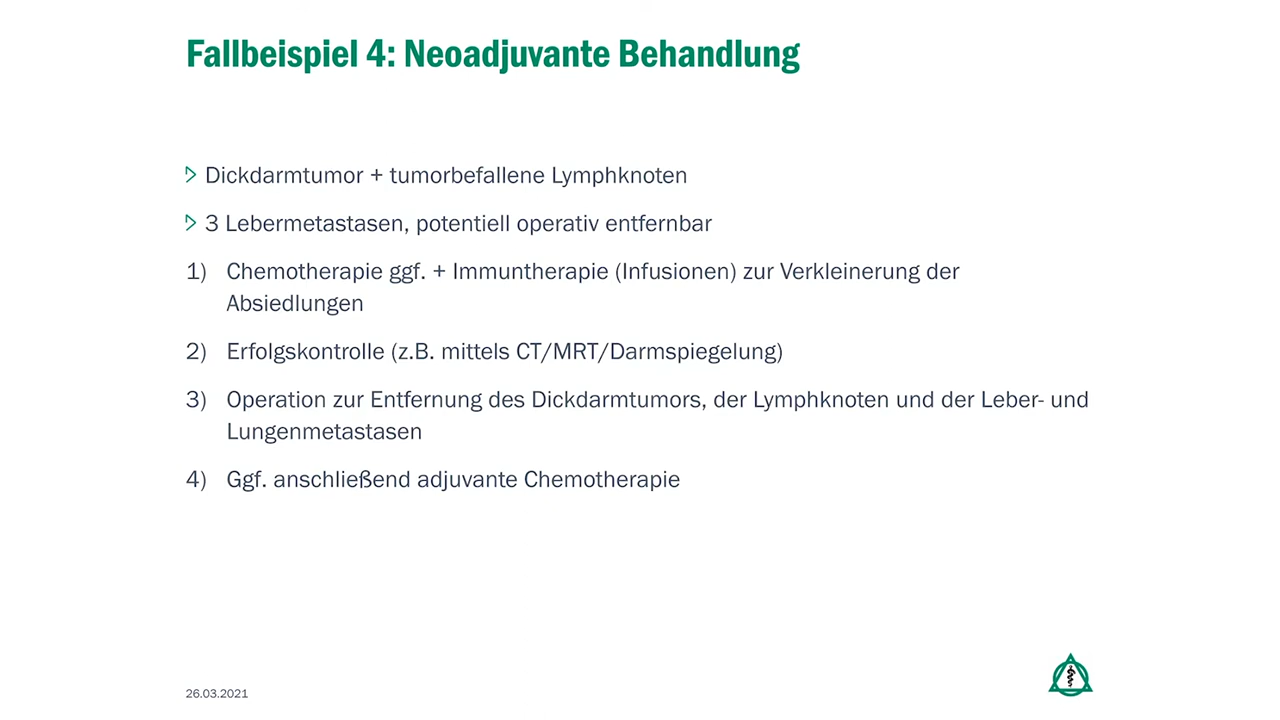 Fallbeispiel 4: Neoadjuvante Behandlung
Dickdarmtumor + tumorbefallene Lymphknoten
3 Lebermetastasen, potentiell operativ entfernbar
1) Chemotherapie ggf. + Immuntherapie (Infusionen) zur Verkleinerung der
Absiedlungen
2) Erfolgskontrolle (z.B. mittels CT/MRT/Darmspiegelung)
3) Operation zur Entfernung des Dickdarmtumors, der Lymphknoten und der Leber- und
Lungenmetastasen
4) Ggf. anschließend adjuvante Chemotherapie
26.03.2021